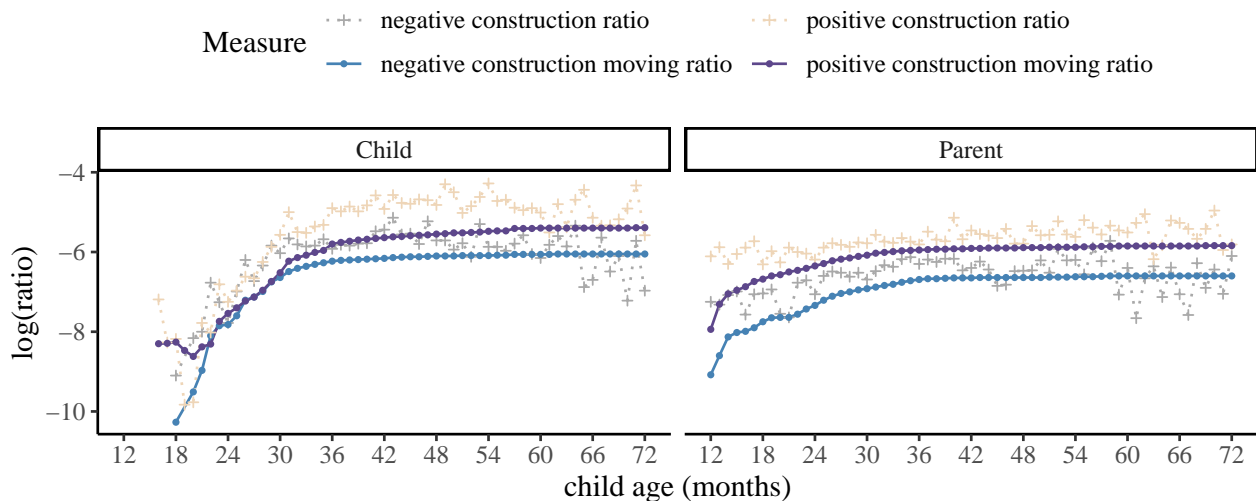 Measure
negative construction ratio positive construction ratio
negative construction moving ratio positive construction moving ratio
Child Parent
log(ratio)
−4
−6
−8
−10
12 18 24 30 36 42 48 54 60 66 72 12 18 24 30 36 42 48 54 60 66 72
child age (months)